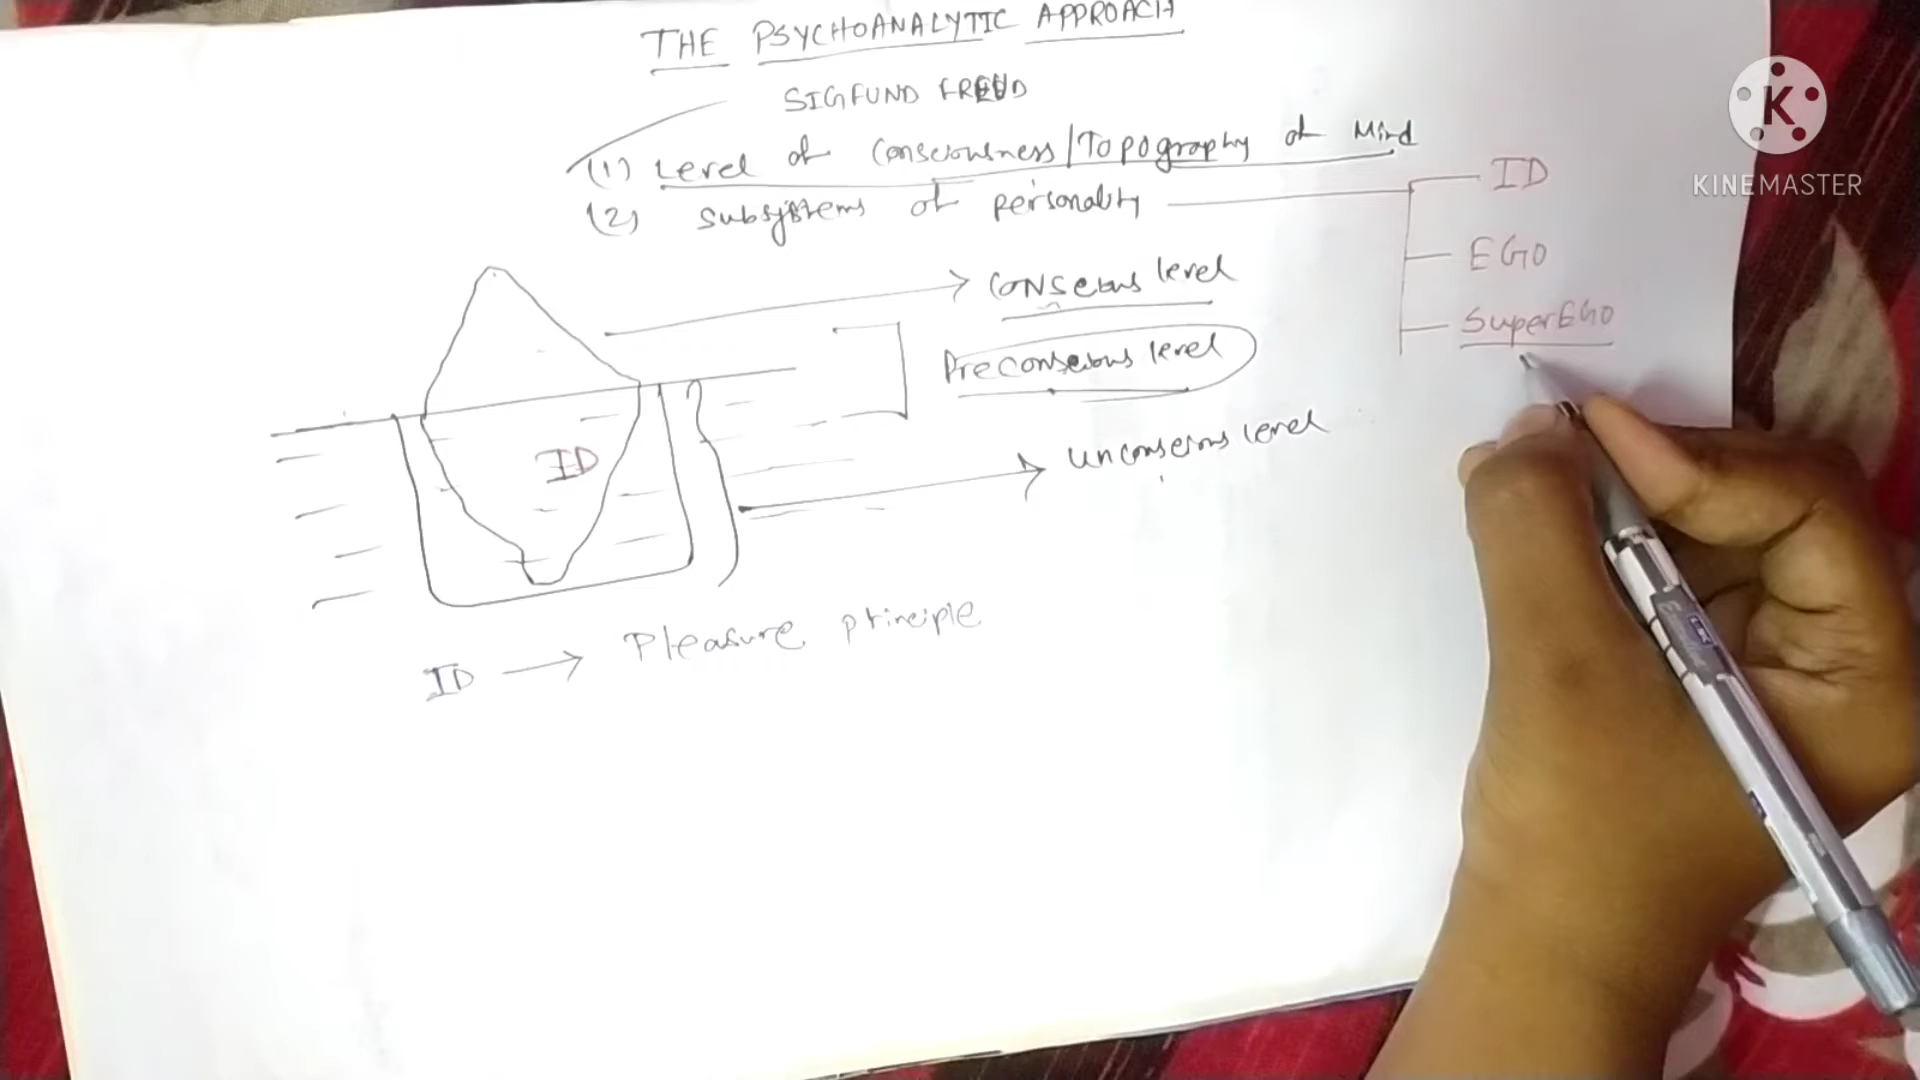 THE PSYCHOANALYTIC APPROACH
SIGFUND FREUD
(1) Level of Consciousness/Topography of Mind
(2) Subsystems of personality
ID
EGO
SuperEGO
Conscious level
Preconscious level
Unconscious level
ID
ID → Pleasure principle
K
KINEMASTER